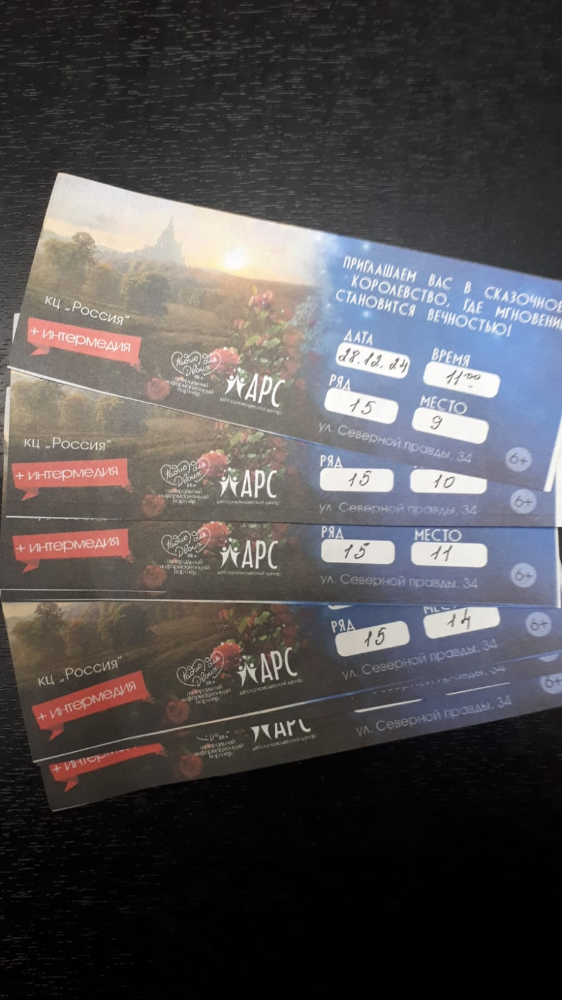 ПРИГЛАШАЕМ ВАС В СКАЗОЧНОЕ
КОРОЛЕВСТВО, ГДЕ МГНОВЕНИ
СТАНОВИТСЯ ВЕЧНОСТЬЮ!
кц „Россия"
+ интермедия
Радио для Двоих
88.4
генеральный
информационный
партнёр
АРС
детско-юношеский центр
ДАТА
28.12.24
ВРЕМЯ
11⁰⁰
РЯД
15
МЕСТО
9
ул. Северной правды, 34
6+
кц „Россия"
+ интермедия
Радио для Двоих
88.4
генеральный
информационный
партнёр
АРС
детско-юношеский центр
РЯД
15
10
ул. Северной правды, 34
6+
+ интермедия
Радио для Двоих
88.4
генеральный
информационный
партнёр
АРС
детско-юношеский центр
РЯД
15
МЕСТО
11
ул. Северной правды, 34
6+
кц „Россия"
+ интермедия
Радио для Двоих
88.4
генеральный
информационный
партнёр
АРС
детско-юношеский центр
РЯД
15
МЕСТО
14
ул. Северной правды, 34
6+
Северной правды, 34
6+
+ интермед
88.4
генеральный
информационный
партнёр
АРС
детско-юношеский центр
ул. Северной правды, 34